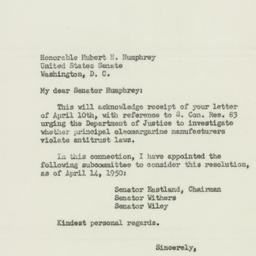 Honorable Hubert H. Humphrey
United States Senate
Washington, D. C.
My dear Senator Humphrey:
This will acknowledge receipt of your letter
of April 10th, with reference to S. Con. Res. 63
urging the Department of Justice to investigate
whether principal oleomargarine manufacturers
violate antitrust laws.
In this connection, I have appointed the
following subcommittee to consider this resolution,
as of April 14, 1950:
Senator Eastland, Chairman
Senator Withers
Senator Wiley
Kindest personal regards.
Sincerely,